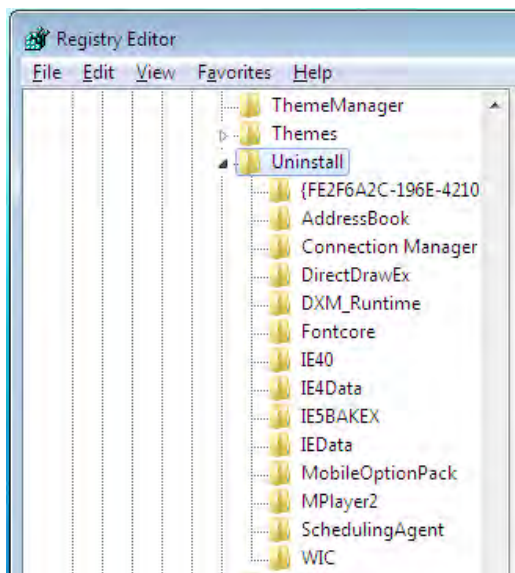 Registry Editor
File Edit View Favorites Help
ThemeManager
Themes
Uninstall
{FE2F6A2C-196E-4210
AddressBook
Connection Manager
DirectDrawEx
DXM_Runtime
Fontcore
IE40
IE4Data
IE5BAKEX
IEData
MobileOptionPack
MPlayer2
SchedulingAgent
WIC